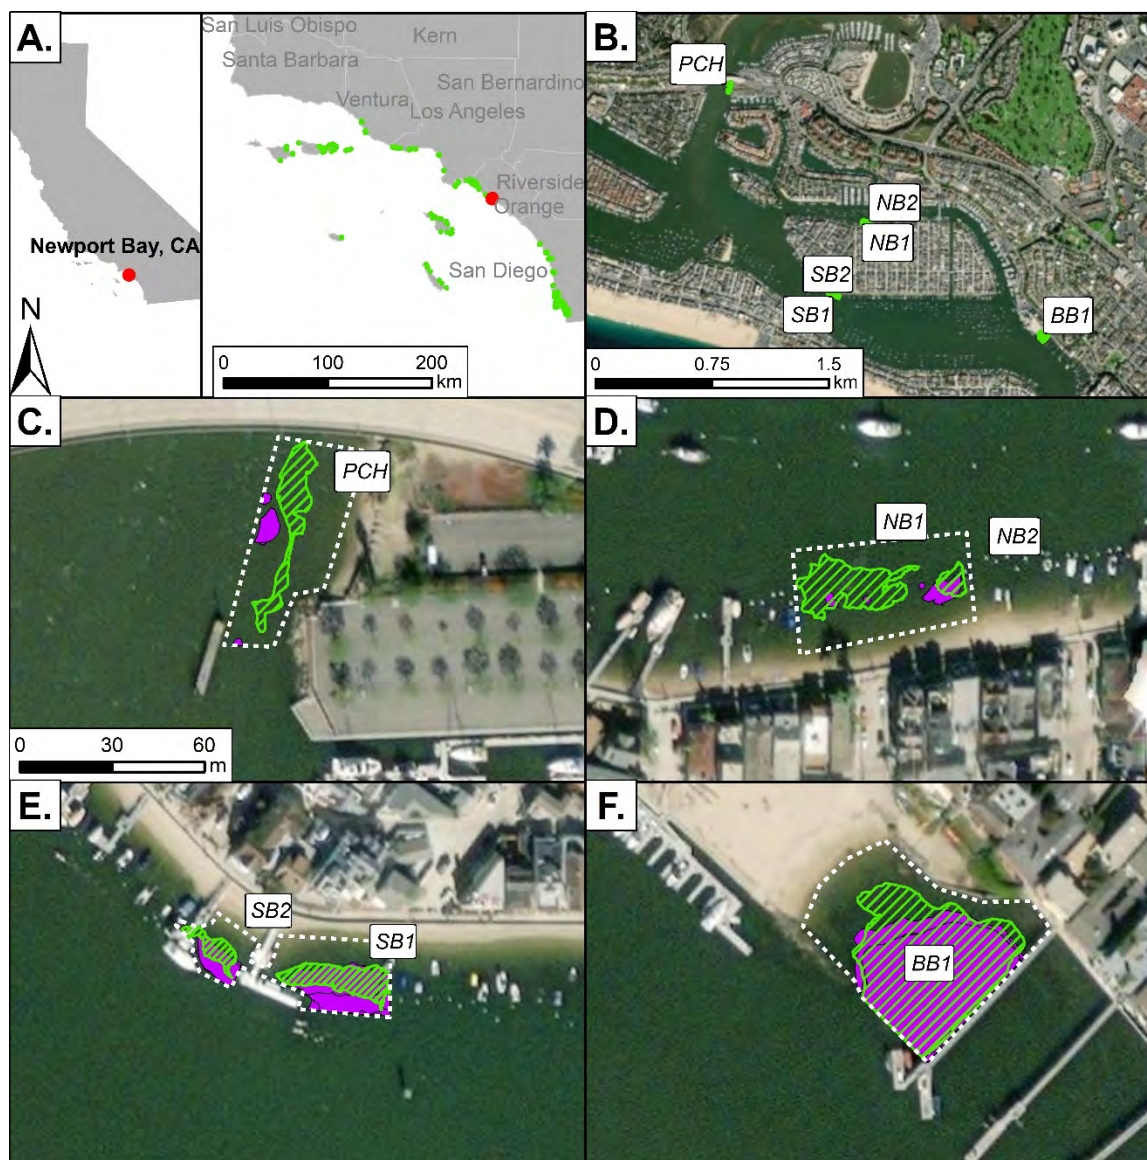 A.
San Luis Obispo
Kern
Santa Barbara
San Bernardino
Ventura
Los Angeles
Riverside
Orange
Newport Bay, CA
San Diego
N
0 100 200
km
B.
PCH
NB2
NB1
SB2
SB1
BB1
0 0.75 1.5
km
C.
PCH
0 30 60
m
D.
NB1
NB2
E.
SB2
SB1
F.
BB1